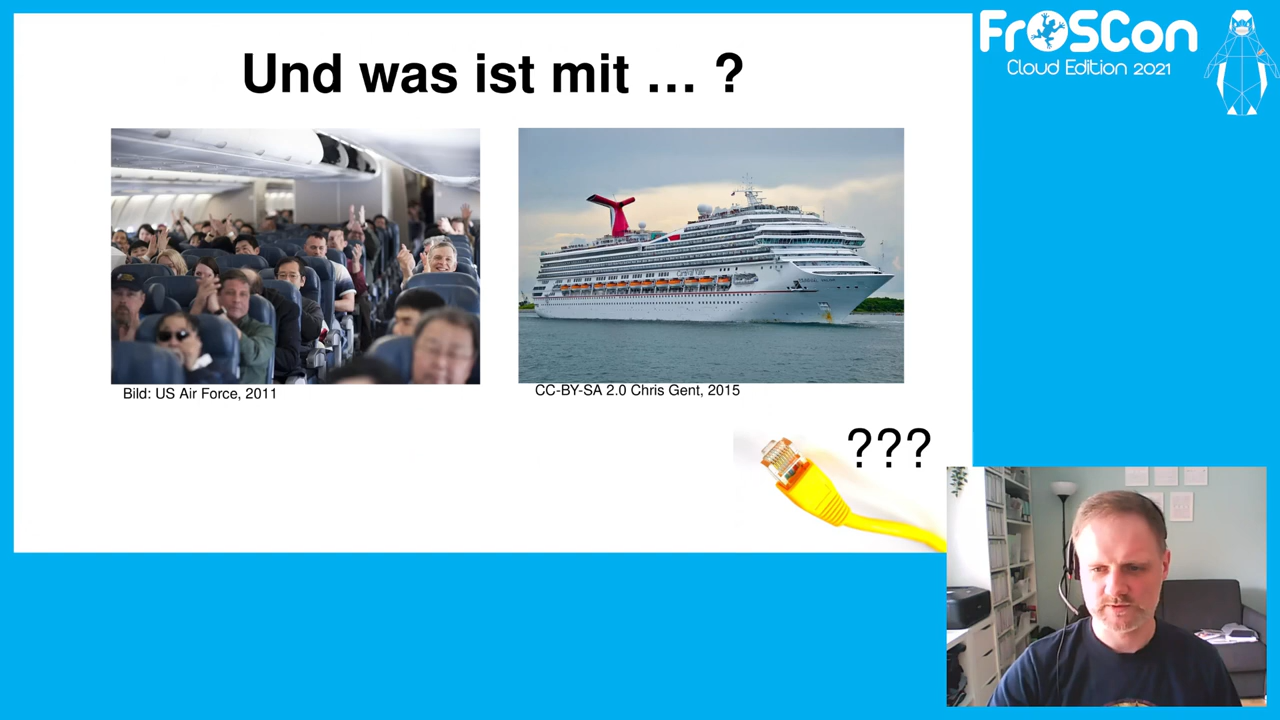 Und was ist mit … ?
FrOSCon
Cloud Edition 2021
Bild: US Air Force, 2011
CC-BY-SA 2.0 Chris Gent, 2015
???